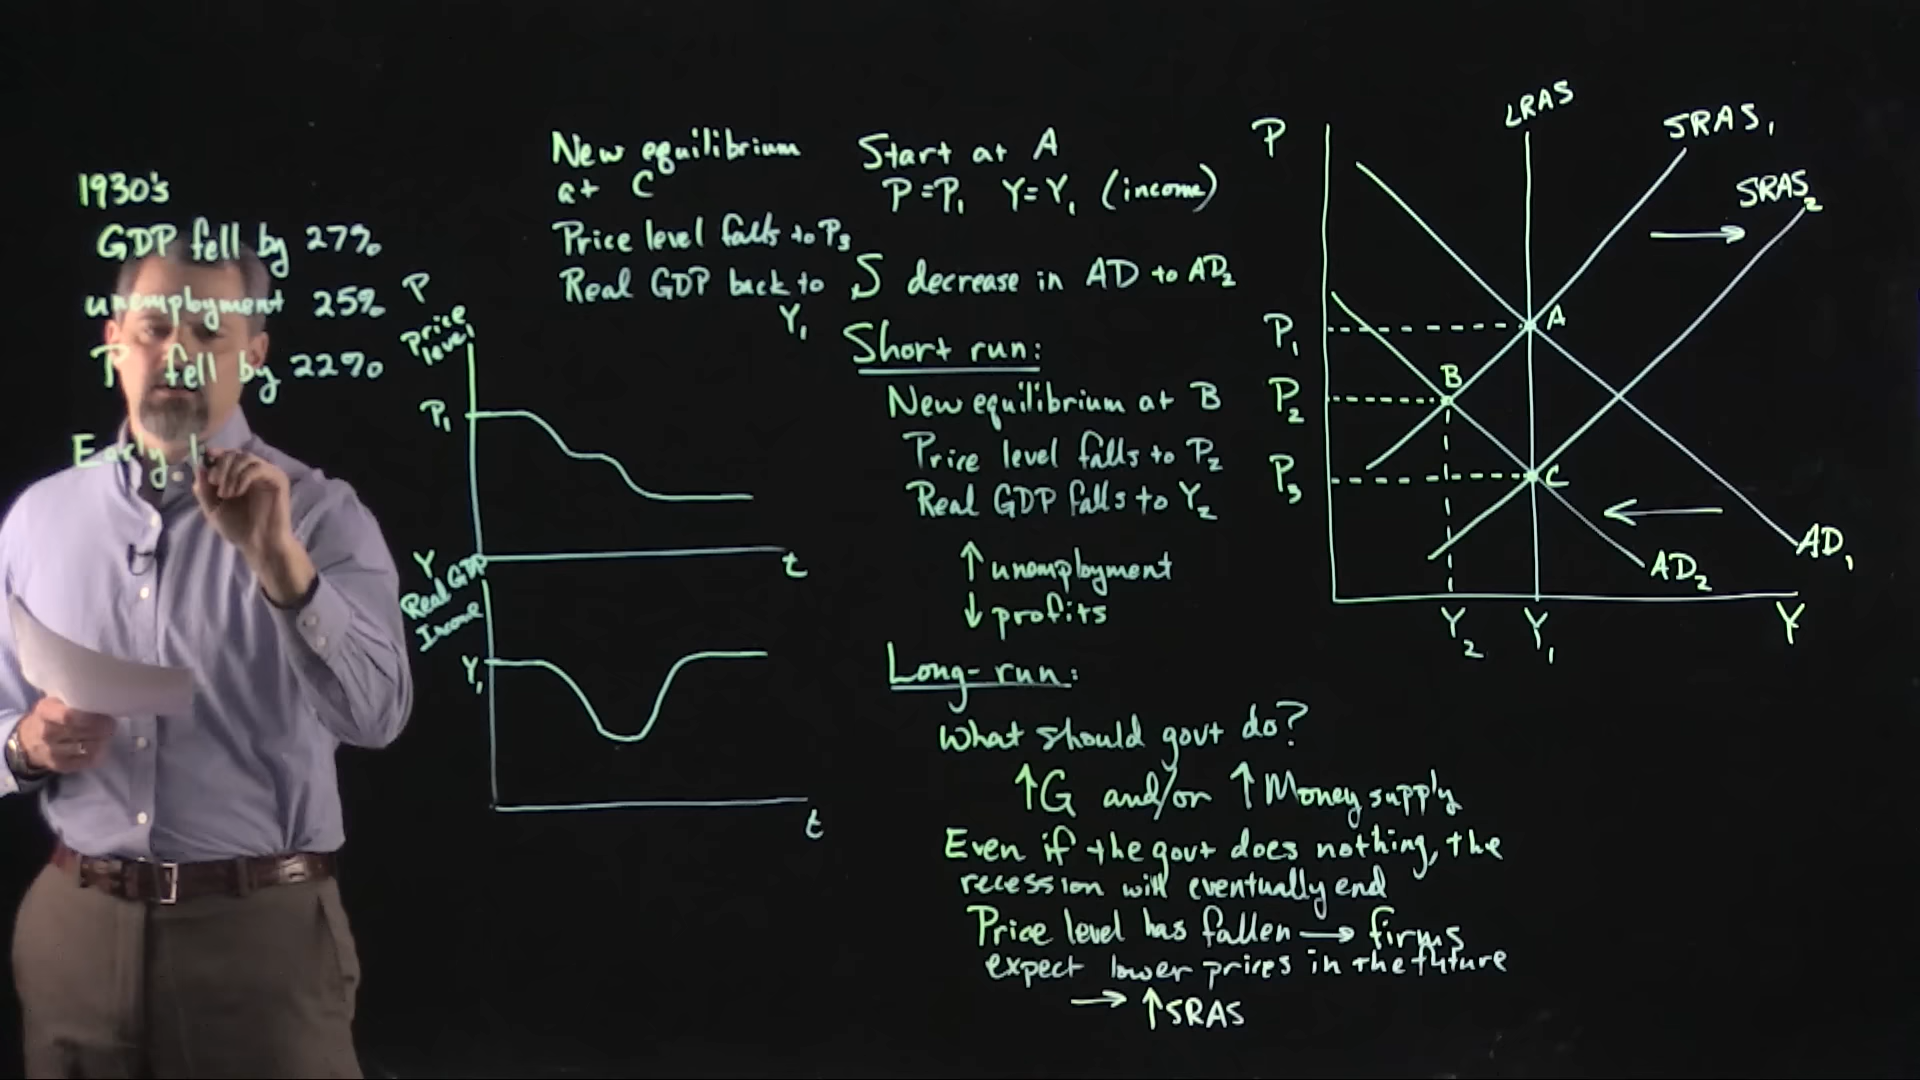 1930's
GDP fell by 27%
unemployment 25%
P fell by 22%
Early
New equilibrium
at C
Price level falls to P3
Real GDP back to
Y1
P
Price
level
P1
t
Y
Real GDP
Income
Y1
t
Start at A
P=P1 Y=Y1 (income)
decrease in AD to AD2
Short run:
New equilibrium at B
Price level falls to P2
Real GDP falls to Y2
↑ unemployment
↓ profits
Long-run:
What should govt do?
↑G and/or ↑Money supply
Even if the govt does nothing, the
recession will eventually end
Price level has fallen → firms
expect lower prices in the future
→ ↑SRAS
P
LRAS
SRAS1
SRAS2
P1
A
P2
B
P3
C
AD1
AD2
Y2
Y1
Y